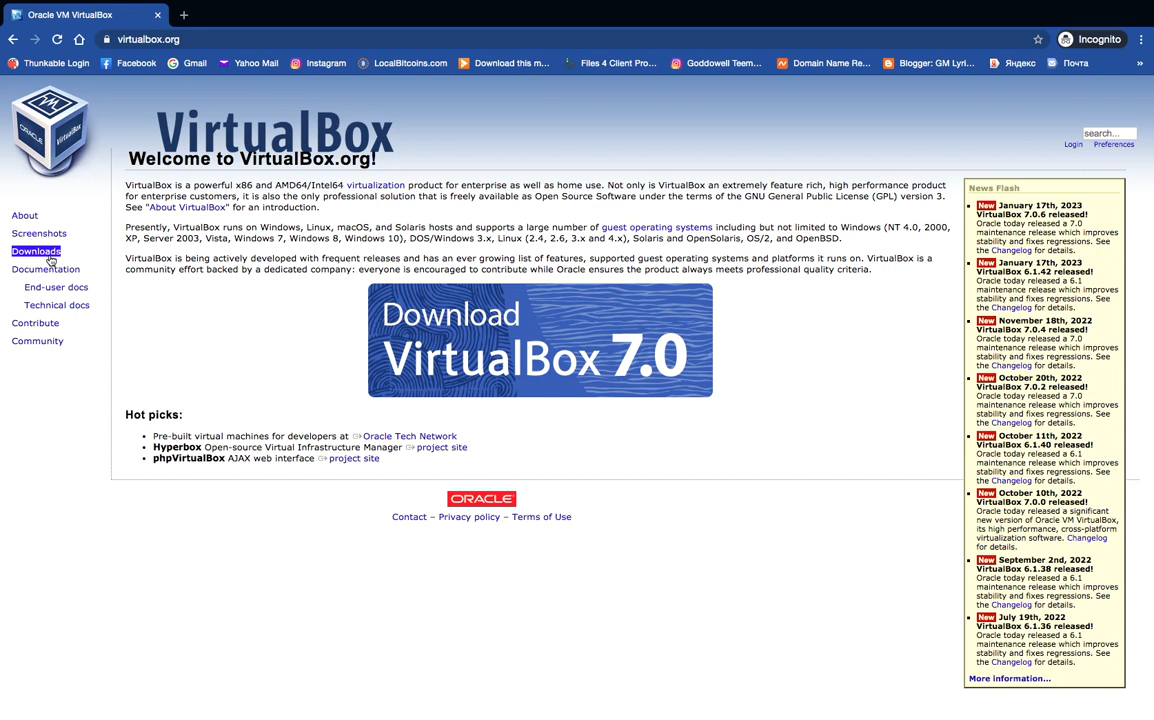 Oracle VM VirtualBox
virtualbox.org
Incognito
Thunkable Login
Facebook
Gmail
Yahoo Mail
Instagram
LocalBitcoins.com
Download this m...
Files 4 Client Pro...
Goddowell Teem...
Domain Name Re...
Blogger: GM Lyri...
Яндекс
Почта
»
ORACLE
VM
VirtualBox
VirtualBox
search...
Login Preferences
About
Screenshots
Downloads
Documentation
End-user docs
Technical docs
Contribute
Community
Welcome to VirtualBox.org!
VirtualBox is a powerful x86 and AMD64/Intel64 virtualization product for enterprise as well as home use. Not only is VirtualBox an extremely feature rich, high performance product
for enterprise customers, it is also the only professional solution that is freely available as Open Source Software under the terms of the GNU General Public License (GPL) version 3.
See "About VirtualBox" for an introduction.
Presently, VirtualBox runs on Windows, Linux, macOS, and Solaris hosts and supports a large number of guest operating systems including but not limited to Windows (NT 4.0, 2000,
XP, Server 2003, Vista, Windows 7, Windows 8, Windows 10), DOS/Windows 3.x, Linux (2.4, 2.6, 3.x and 4.x), Solaris and OpenSolaris, OS/2, and OpenBSD.
VirtualBox is being actively developed with frequent releases and has an ever growing list of features, supported guest operating systems and platforms it runs on. VirtualBox is a
community effort backed by a dedicated company: everyone is encouraged to contribute while Oracle ensures the product always meets professional quality criteria.
Download
VirtualBox 7.0
Hot picks:
• Pre-built virtual machines for developers at Oracle Tech Network
• Hyperbox Open-source Virtual Infrastructure Manager project site
• phpVirtualBox AJAX web interface project site
ORACLE
Contact – Privacy policy – Terms of Use
News Flash
New January 17th, 2023
VirtualBox 7.0.6 released!
Oracle today released a 7.0
maintenance release which improves
stability and fixes regressions. See
the Changelog for details.
New January 17th, 2023
VirtualBox 6.1.42 released!
Oracle today released a 6.1
maintenance release which improves
stability and fixes regressions. See
the Changelog for details.
New November 18th, 2022
VirtualBox 7.0.4 released!
Oracle today released a 7.0
maintenance release which improves
stability and fixes regressions. See
the Changelog for details.
New October 20th, 2022
VirtualBox 7.0.2 released!
Oracle today released a 7.0
maintenance release which improves
stability and fixes regressions. See
the Changelog for details.
New October 11th, 2022
VirtualBox 6.1.40 released!
Oracle today released a 6.1
maintenance release which improves
stability and fixes regressions. See
the Changelog for details.
New October 10th, 2022
VirtualBox 7.0.0 released!
Oracle today released a significant
new version of Oracle VM VirtualBox,
its high performance, cross-platform
virtualization software. Changelog
for details.
New September 2nd, 2022
VirtualBox 6.1.38 released!
Oracle today released a 6.1
maintenance release which improves
stability and fixes regressions. See
the Changelog for details.
New July 19th, 2022
VirtualBox 6.1.36 released!
Oracle today released a 6.1
maintenance release which improves
stability and fixes regressions. See
the Changelog for details.
More information...